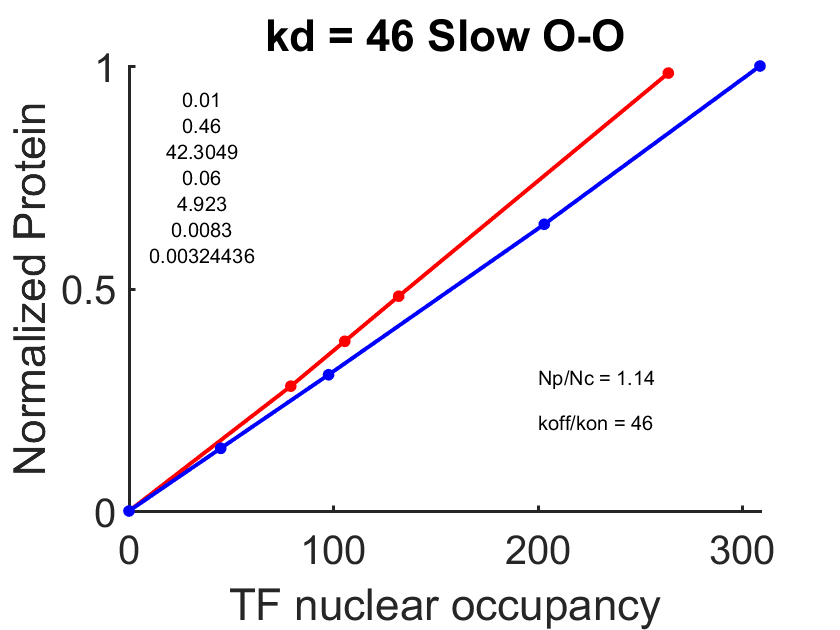 kd = 46 Slow O-O
1
0.01
0.46
42.3049
0.06
4.923
0.0083
0.00324436
Normalized Protein
0.5
Np/Nc = 1.14
koff/kon = 46
0
0 100 200 300
TF nuclear occupancy